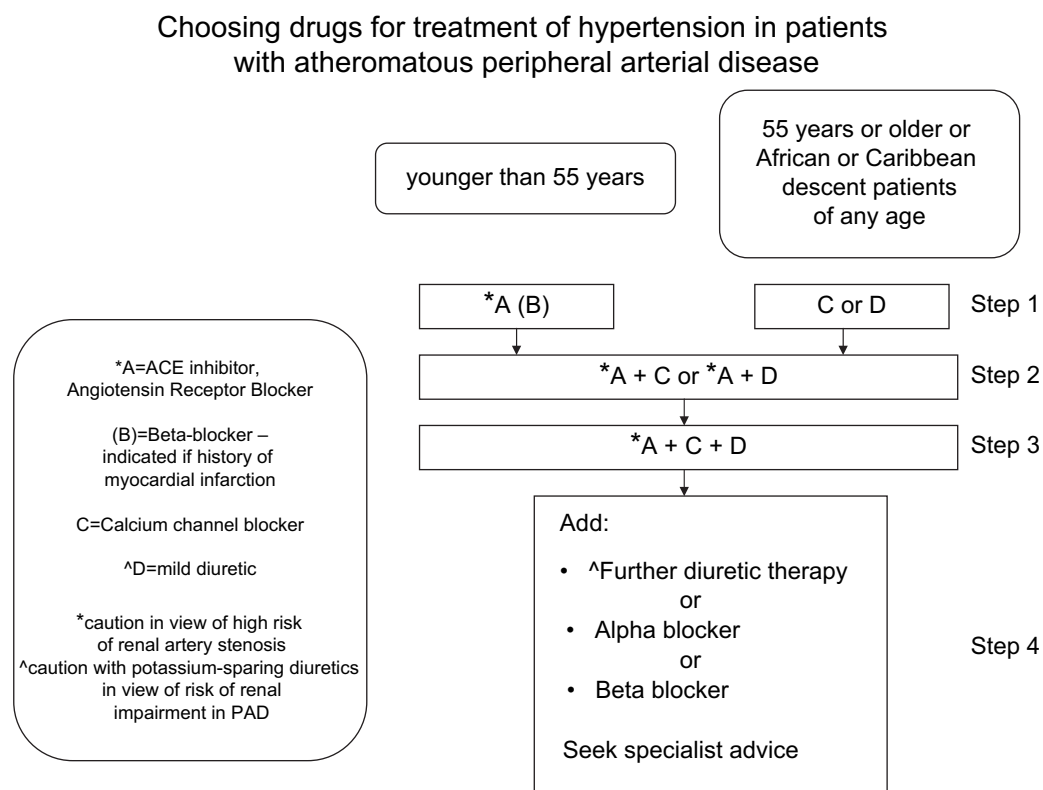 Choosing drugs for treatment of hypertension in patients
with atheromatous peripheral arterial disease
younger than 55 years
55 years or older or
African or Caribbean
descent patients
of any age
*A (B)
C or D
Step 1
*A + C or *A + D
Step 2
*A + C + D
Step 3
Add:
• ^Further diuretic therapy
or
• Alpha blocker
or
• Beta blocker
Seek specialist advice
Step 4
*A=ACE inhibitor,
Angiotensin Receptor Blocker
(B)=Beta-blocker –
indicated if history of
myocardial infarction
C=Calcium channel blocker
^D=mild diuretic
*caution in view of high risk
of renal artery stenosis
^caution with potassium-sparing diuretics
in view of risk of renal
impairment in PAD